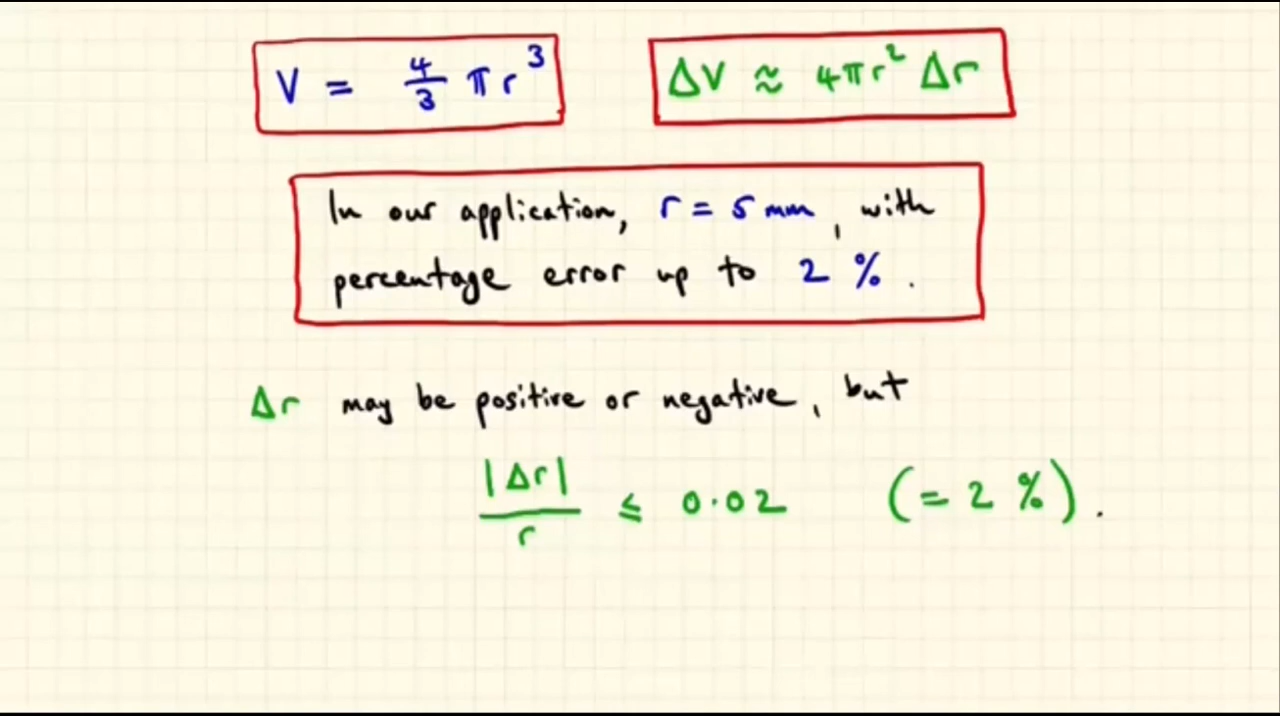 V = 4/3 π r³
ΔV ≈ 4πr² Δr
In our application, r = 5 mm, with
percentage error up to 2 %.
Δr may be positive or negative, but
|Δr|/r ≤ 0·02 (= 2 %).